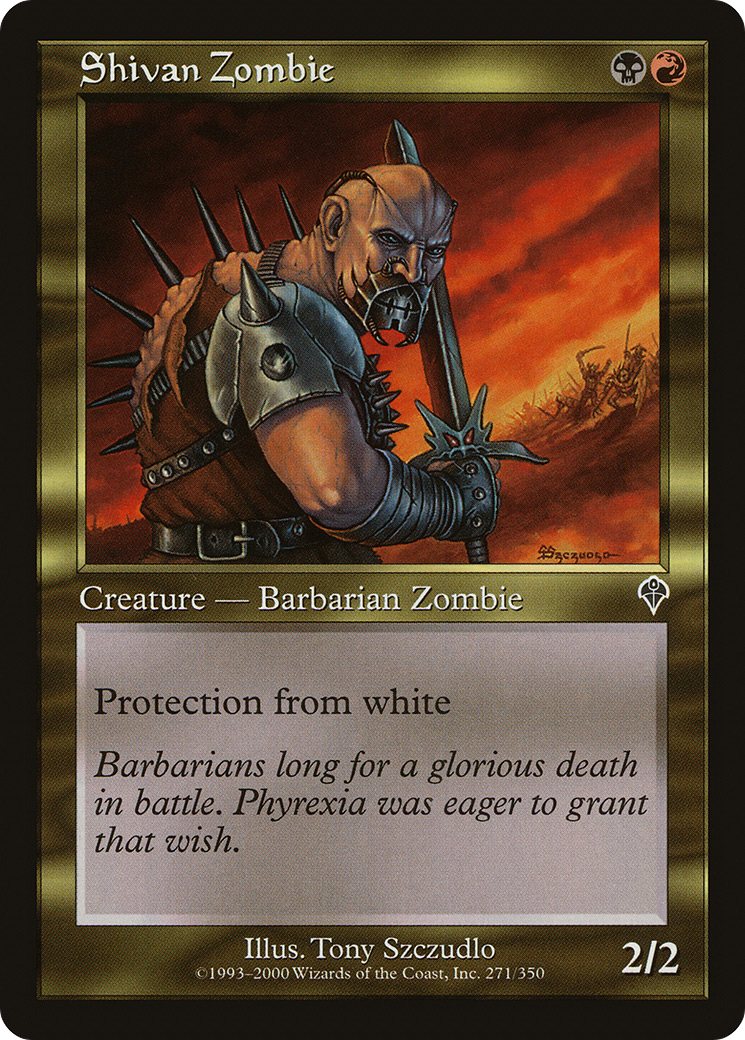 Shivan Zombie
Szczudlo
Creature — Barbarian Zombie
Protection from white
Barbarians long for a glorious death
in battle. Phyrexia was eager to grant
that wish.
Illus. Tony Szczudlo
©1993–2000 Wizards of the Coast, Inc. 271/350
2/2